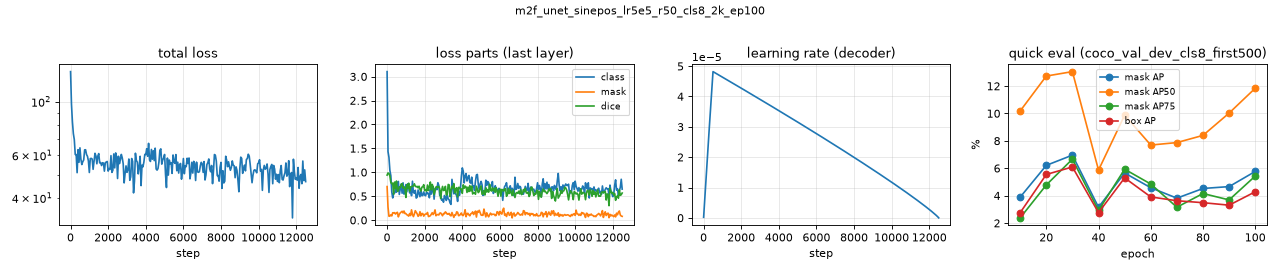 m2f_unet_sinepos_lr5e5_r50_cls8_2k_ep100
total loss
10²
6 × 10¹
4 × 10¹
0 2000 4000 6000 8000 10000 12000
step
loss parts (last layer)
3.0
2.5
2.0
1.5
1.0
0.5
0.0
class
mask
dice
0 2000 4000 6000 8000 10000 12000
step
learning rate (decoder)
1e−5
5
4
3
2
1
0
0 2000 4000 6000 8000 10000 12000
step
quick eval (coco_val_dev_cls8_first500)
%
12
10
8
6
4
2
mask AP
mask AP50
mask AP75
box AP
20 40 60 80 100
epoch